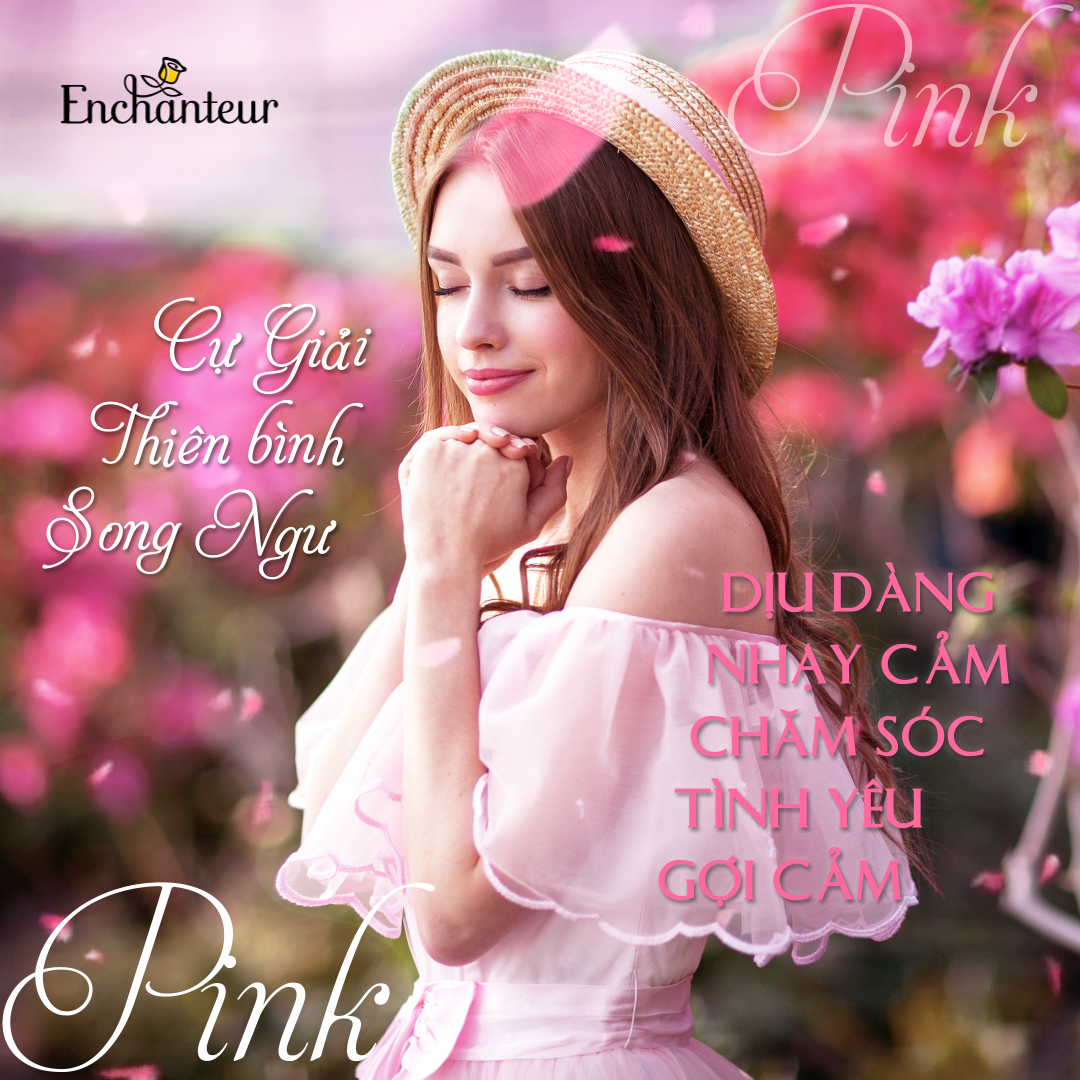 Enchanteur
Pink
Cự Giải
Thiên bình
Song Ngư
DỊU DÀNG
NHẠY CẢM
CHĂM SÓC
TÌNH YÊU
GỢI CẢM
Pink